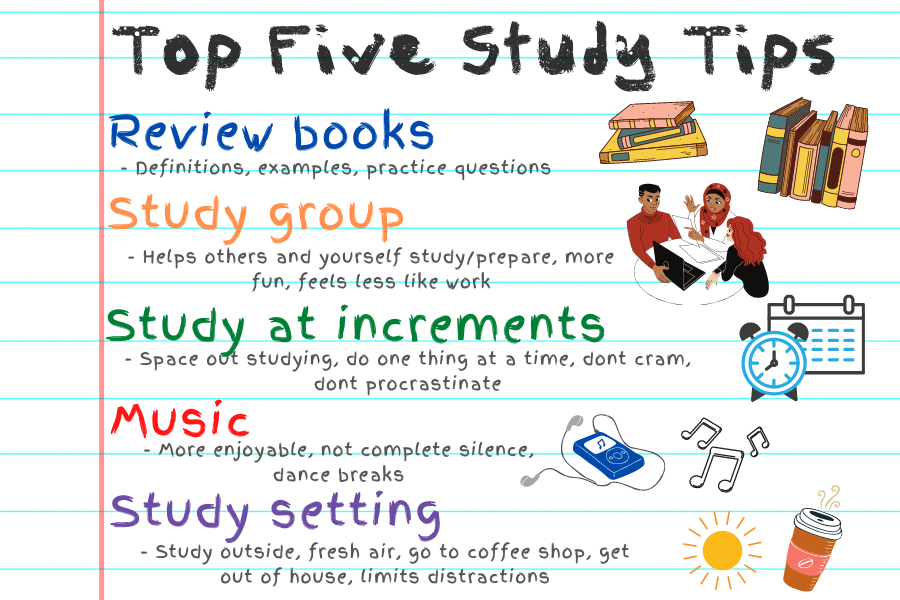 Top Five Study Tips
Review books
- Definitions, examples, practice questions
Study group
- Helps others and yourself study/prepare, more
fun, feels less like work
Study at increments
- Space out studying, do one thing at a time, dont cram,
dont procrastinate
Music
- More enjoyable, not complete silence,
dance breaks
Study setting
- Study outside, fresh air, go to coffee shop, get
out of house, limits distractions